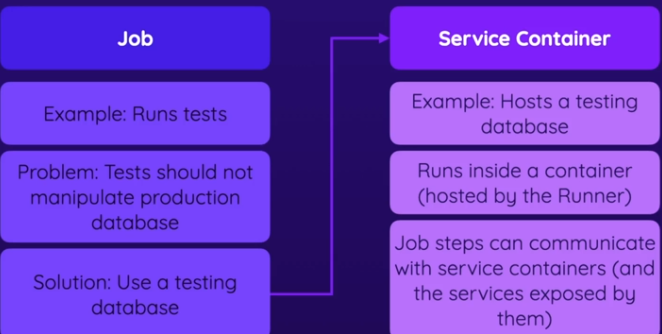 Job
Example: Runs tests
Problem: Tests should not
manipulate production
database
Solution: Use a testing
database
Service Container
Example: Hosts a testing
database
Runs inside a container
(hosted by the Runner)
Job steps can communicate
with service containers (and
the services exposed by
them)